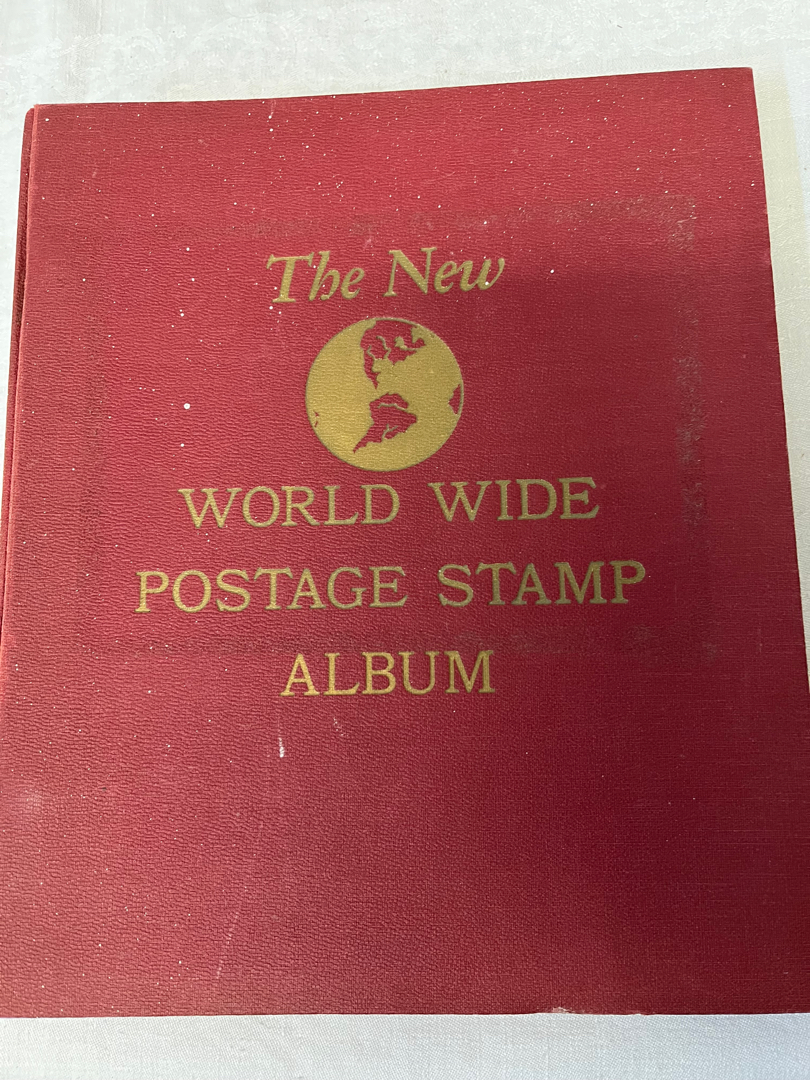 The New
WORLD WIDE
POSTAGE STAMP
ALBUM